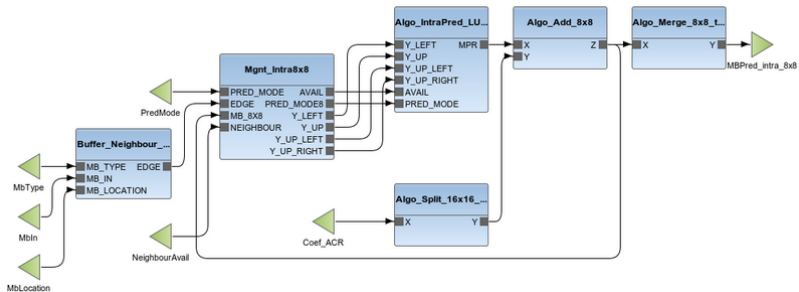 Algo_IntraPred_LU...
Y_LEFT MPR
Y_UP
Y_UP_LEFT
Y_UP_RIGHT
AVAIL
PRED_MODE
Algo_Add_8x8
X Z
Y
Algo_Merge_8x8_t...
X Y
MBPred_intra_8x8
Mgnt_Intra8x8
PRED_MODE AVAIL
EDGE PRED_MODE8
MB_8X8 Y_LEFT
NEIGHBOUR Y_UP
Y_UP_LEFT
Y_UP_RIGHT
PredMode
Buffer_Neighbour_...
MB_TYPE EDGE
MB_IN
MB_LOCATION
MbType
MbIn
MbLocation
NeighbourAvail
Algo_Split_16x16_...
X Y
Coef_ACR